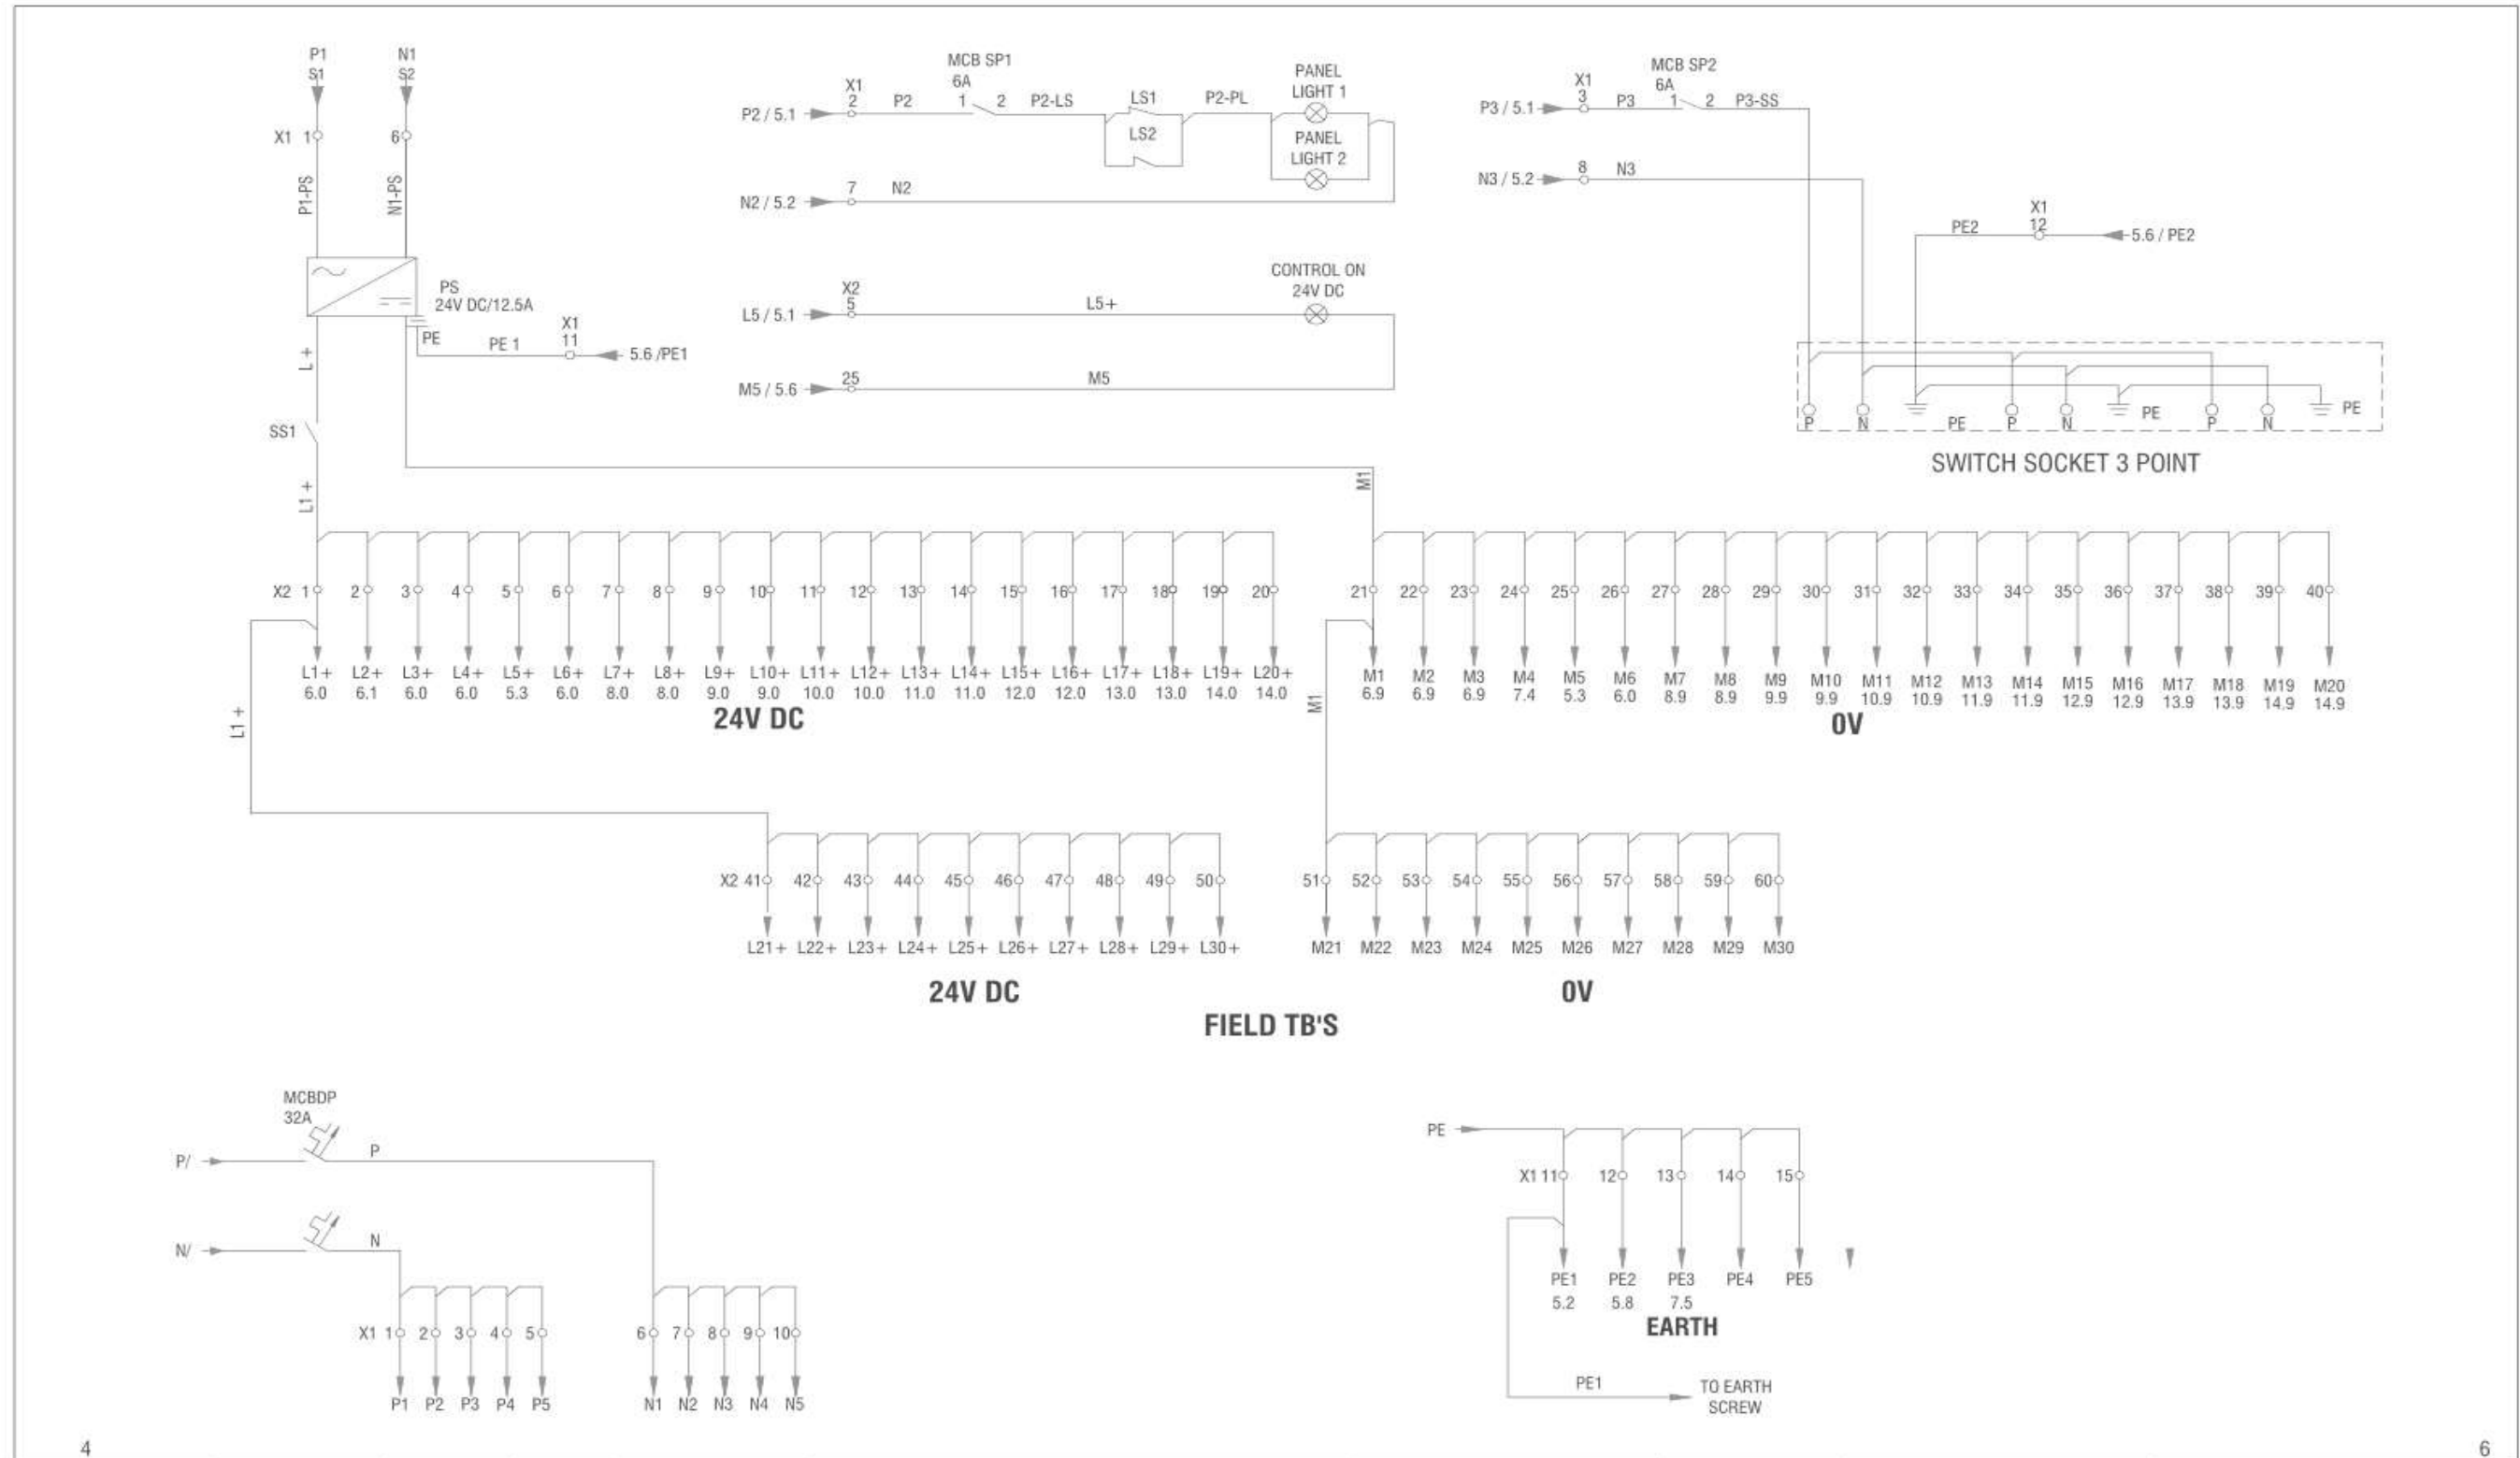 P1
S1
N1
S2
X1 1
6
P1-PS
N1-PS
PS
24V DC/12.5A
PE
PE 1
X1
11
5.6 /PE1
L +
SS1
L1 +
P2 / 5.1
X1
2
P2
MCB SP1
6A
1
2
P2-LS
LS1
LS2
P2-PL
PANEL
LIGHT 1
PANEL
LIGHT 2
N2 / 5.2
7
N2
L5 / 5.1
X2
5
L5+
CONTROL ON
24V DC
M5 / 5.6
25
M5
P3 / 5.1
X1
3
P3
MCB SP2
6A
1
2
P3-SS
N3 / 5.2
8
N3
PE2
X1
12
5.6 / PE2
P N PE P N PE P N PE
SWITCH SOCKET 3 POINT
M1
X2 1 2 3 4 5 6 7 8 9 10 11 12 13 14 15 16 17 18 19 20
L1+ L2+ L3+ L4+ L5+ L6+ L7+ L8+ L9+ L10+ L11+ L12+ L13+ L14+ L15+ L16+ L17+ L18+ L19+ L20+
6.0 6.1 6.0 6.0 5.3 6.0 8.0 8.0 9.0 9.0 10.0 10.0 11.0 11.0 12.0 12.0 13.0 13.0 14.0 14.0
24V DC
21 22 23 24 25 26 27 28 29 30 31 32 33 34 35 36 37 38 39 40
M1 M2 M3 M4 M5 M6 M7 M8 M9 M10 M11 M12 M13 M14 M15 M16 M17 M18 M19 M20
6.9 6.9 6.9 7.4 5.3 6.0 8.9 8.9 9.9 9.9 10.9 10.9 11.9 11.9 12.9 12.9 13.9 13.9 14.9 14.9
0V
L1 +
M1
X2 41 42 43 44 45 46 47 48 49 50
L21+ L22+ L23+ L24+ L25+ L26+ L27+ L28+ L29+ L30+
24V DC
51 52 53 54 55 56 57 58 59 60
M21 M22 M23 M24 M25 M26 M27 M28 M29 M30
0V
FIELD TB'S
MCBDP
32A
P/
P
N/
N
X1 1 2 3 4 5
P1 P2 P3 P4 P5
6 7 8 9 10
N1 N2 N3 N4 N5
PE
X1 11 12 13 14 15
PE1 PE2 PE3 PE4 PE5
5.2 5.8 7.5
EARTH
PE1
TO EARTH
SCREW
4
6